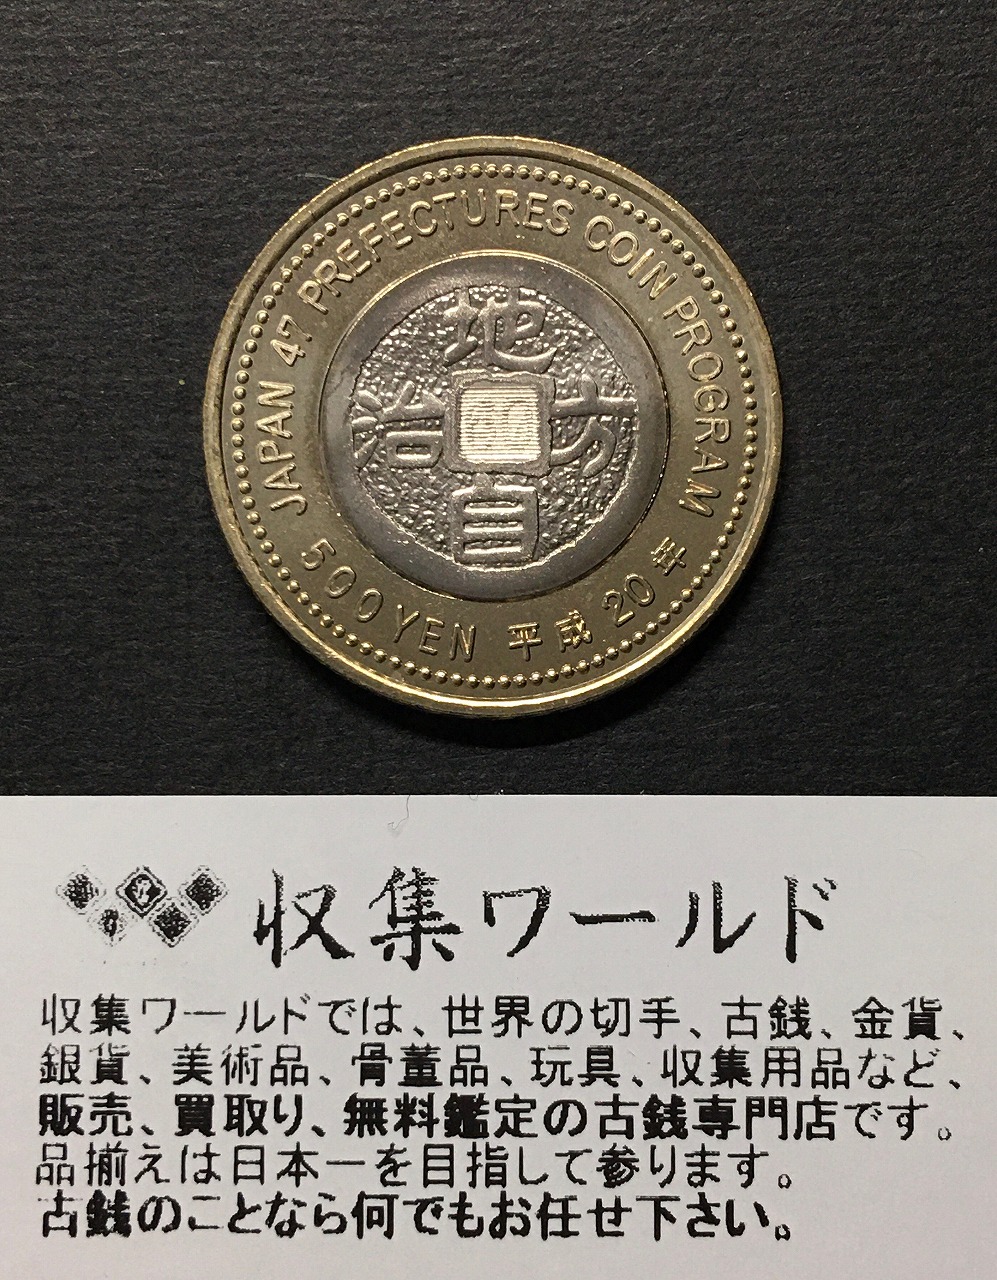 JAPAN 47 PREFECTURES COIN PROGRAM
地
治 方
自
500 YEN 平成20年
収集ワールド
収集ワールドでは、世界の切手、古銭、金貨、
銀貨、美術品、骨董品、玩具、収集用品など、
販売、買取り、無料鑑定の古銭専門店です。
品揃えは日本一を目指して参ります。
古銭のことなら何でもお任せ下さい。